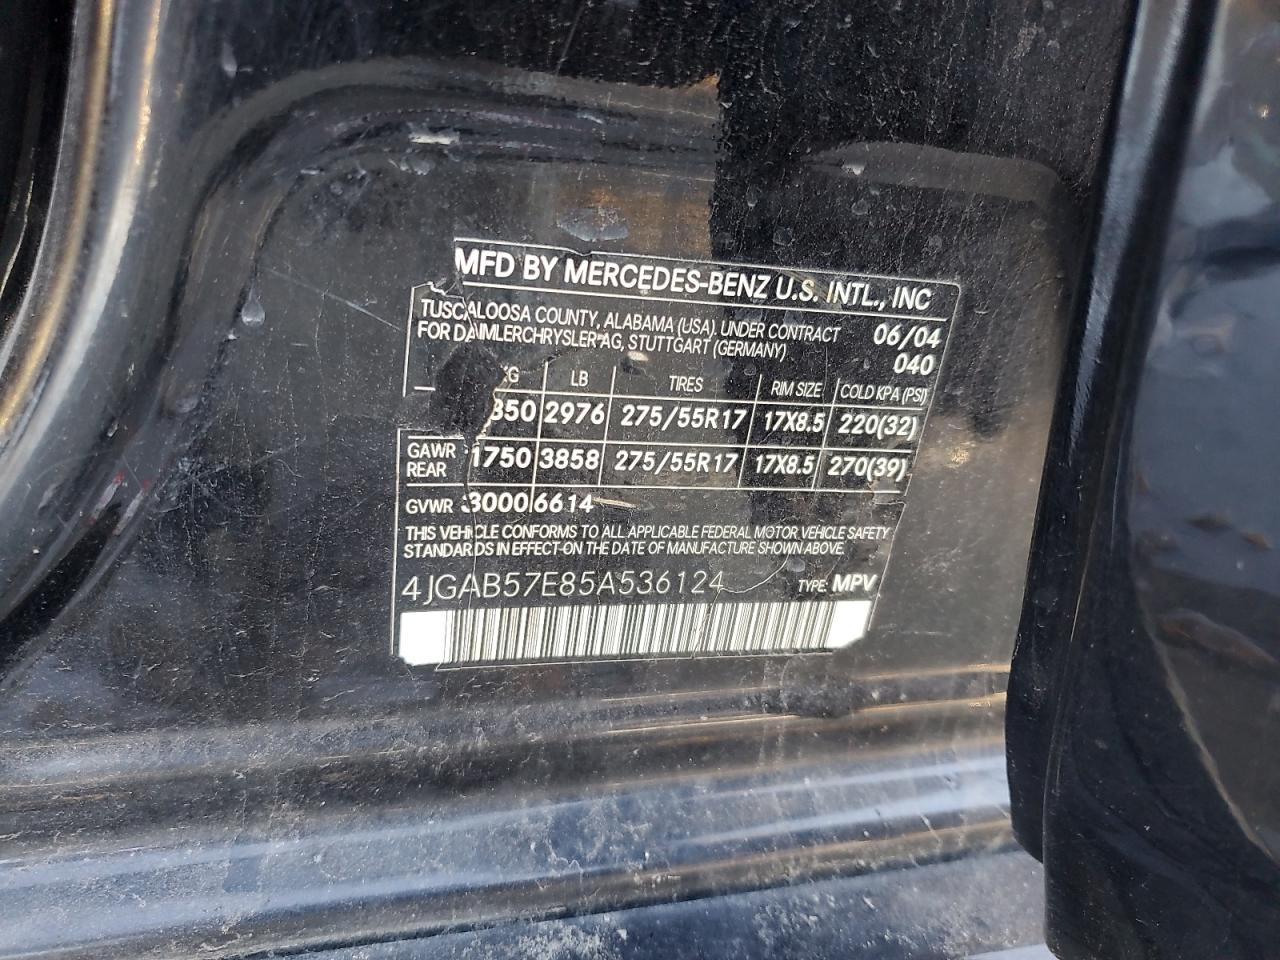 MFD BY MERCEDES-BENZ U.S. INTL., INC
TUSCALOOSA COUNTY, ALABAMA (USA). UNDER CONTRACT 06/04
FOR DAIMLERCHRYSLER AG, STUTTGART (GERMANY) 040
KG LB TIRES RIM SIZE COLD KPA (PSI)
350 2976 275/55R17 17X8.5 220(32)
GAWR REAR 1750 3858 275/55R17 17X8.5 270(39)
GVWR 3000 6614
THIS VEHICLE CONFORMS TO ALL APPLICABLE FEDERAL MOTOR VEHICLE SAFETY
STANDARDS IN EFFECT ON THE DATE OF MANUFACTURE SHOWN ABOVE.
4JGAB57E85A536124 TYPE: MPV